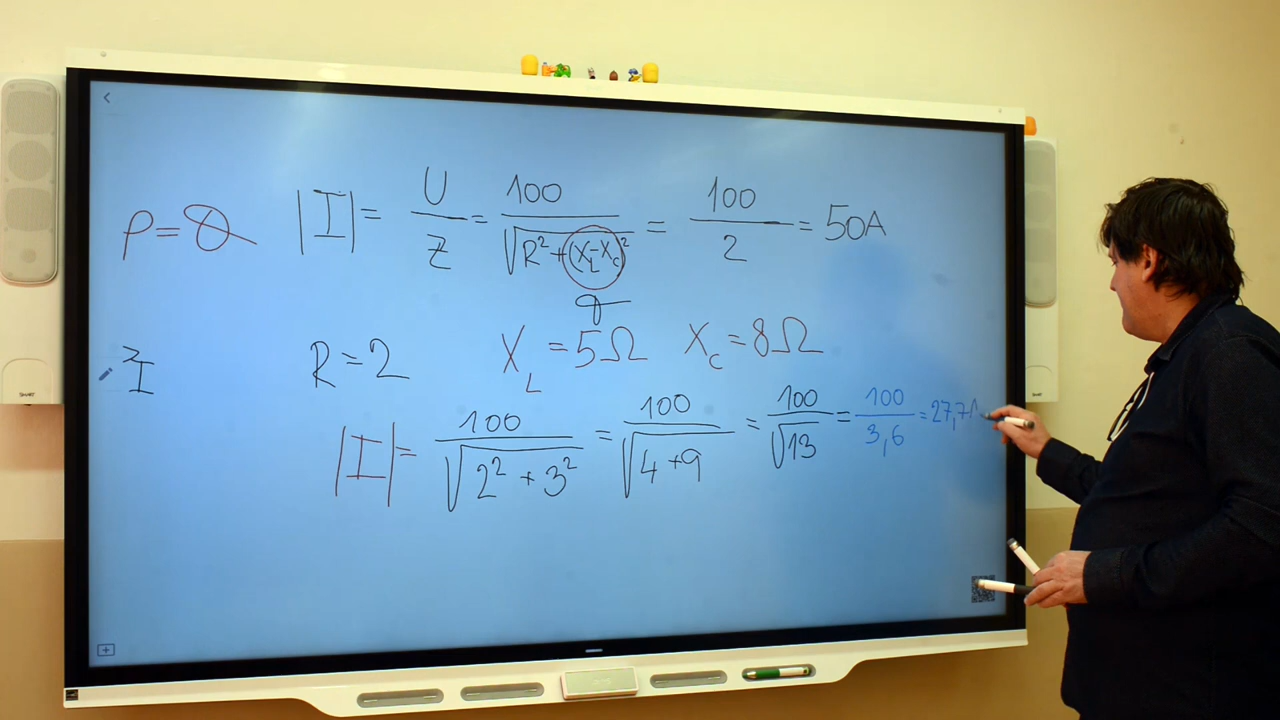 ρ = 0 |I| = U/Z = 100/√(R² + (X_L - X_C)²) = 100/2 = 50A
R = 2 X_L = 5Ω X_C = 8Ω
|I| = 100/√(2² + 3²) = 100/√(4 + 9) = 100/√13 = 100/3,6 = 27,7A